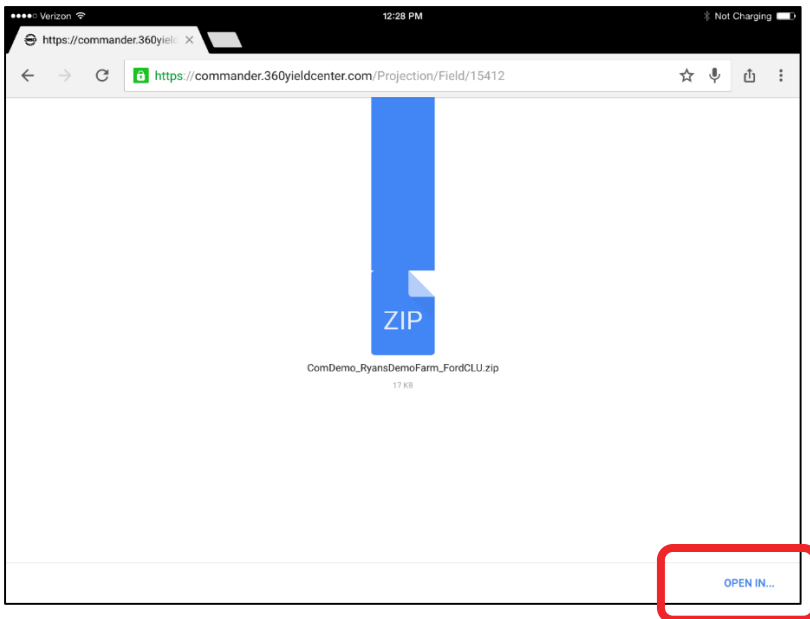 Verizon 12:28 PM Not Charging
https://commander.360yield
https://commander.360yieldcenter.com/Projection/Field/15412
ZIP
ComDemo_RyansDemoFarm_FordCLU.zip
17 KB
OPEN IN...